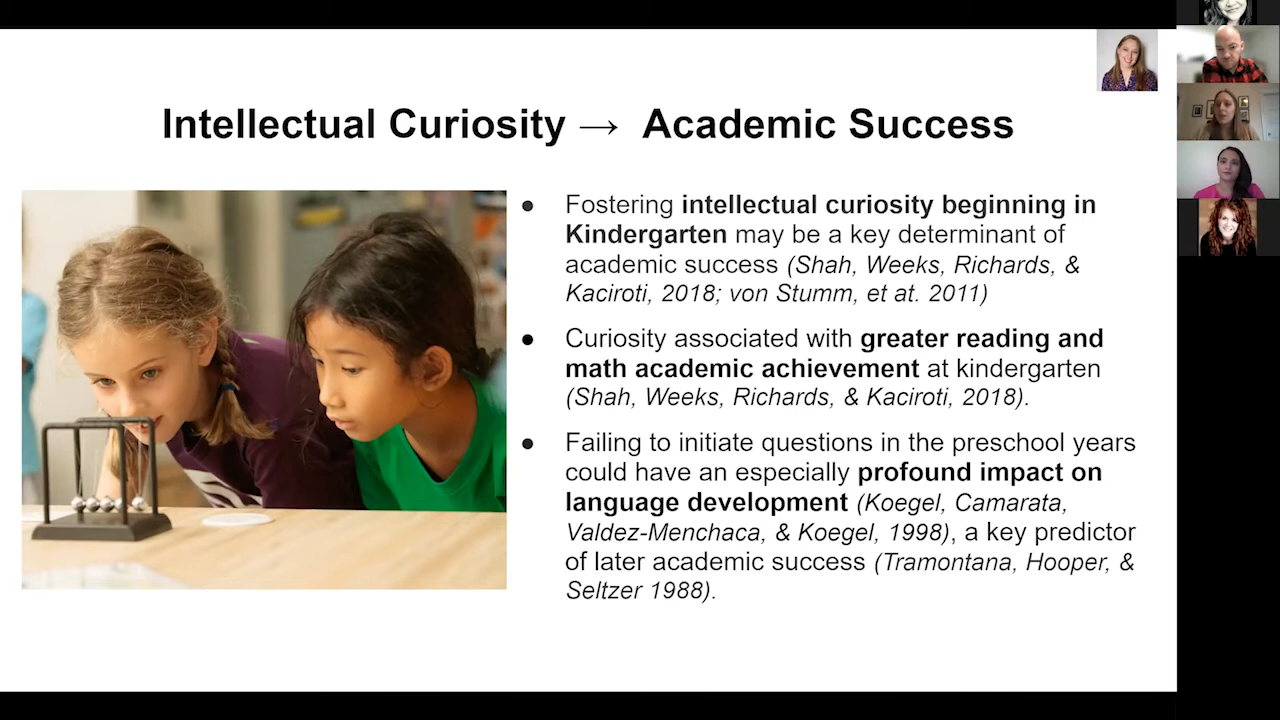 Intellectual Curiosity → Academic Success
● Fostering intellectual curiosity beginning in
Kindergarten may be a key determinant of
academic success (Shah, Weeks, Richards, &
Kaciroti, 2018; von Stumm, et at. 2011)
● Curiosity associated with greater reading and
math academic achievement at kindergarten
(Shah, Weeks, Richards, & Kaciroti, 2018).
● Failing to initiate questions in the preschool years
could have an especially profound impact on
language development (Koegel, Camarata,
Valdez-Menchaca, & Koegel, 1998), a key predictor
of later academic success (Tramontana, Hooper, &
Seltzer 1988).